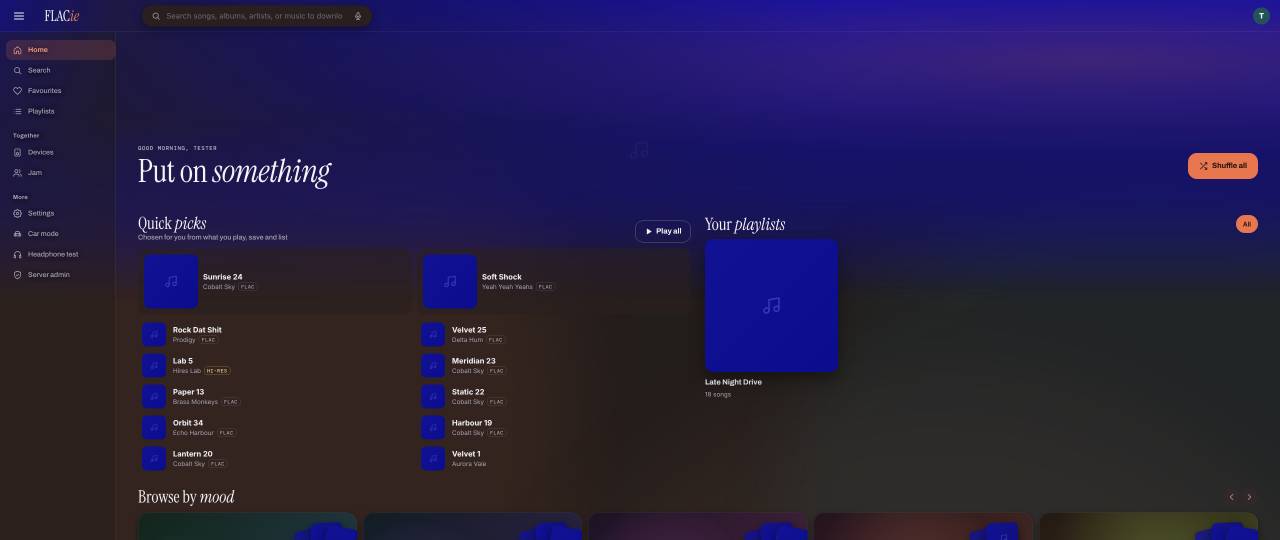 FLACie
Search songs, albums, artists, or music to downlo
T
Home
Search
Favourites
Playlists
Together
Devices
Jam
More
Settings
Car mode
Headphone test
Server admin
GOOD MORNING, TESTER
Put on something
Shuffle all
Quick picks
Chosen for you from what you play, save and list
Play all
Sunrise 24
Cobalt Sky FLAC
Soft Shock
Yeah Yeah Yeahs FLAC
Rock Dat Shit
Prodigy FLAC
Velvet 25
Delta Hum FLAC
Lab 5
Hires Lab HI-RES
Meridian 23
Cobalt Sky FLAC
Paper 13
Brass Monkeys FLAC
Static 22
Cobalt Sky FLAC
Orbit 34
Echo Harbour FLAC
Harbour 19
Cobalt Sky FLAC
Lantern 20
Cobalt Sky FLAC
Velvet 1
Aurora Vale
Your playlists
All
Late Night Drive
18 songs
Browse by mood